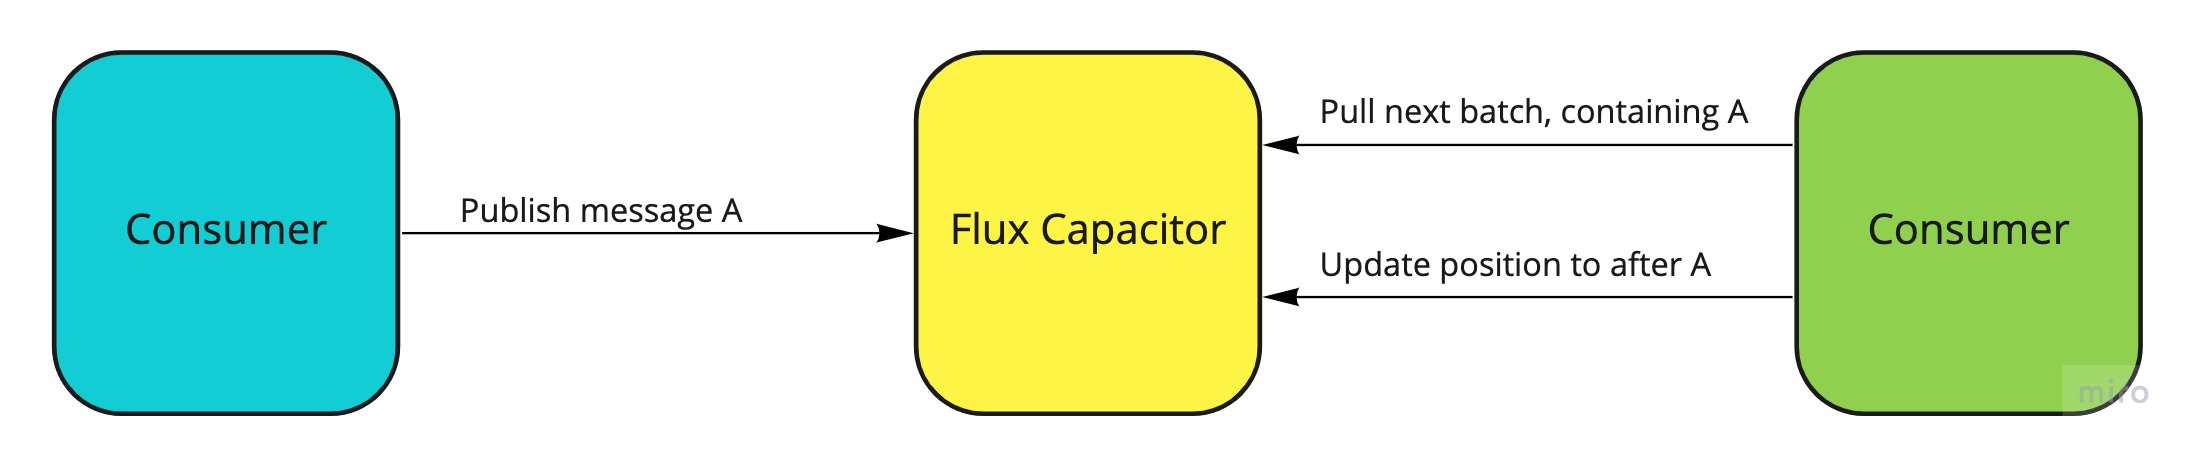 Consumer
Publish message A
Flux Capacitor
Pull next batch, containing A
Update position to after A
Consumer
miro